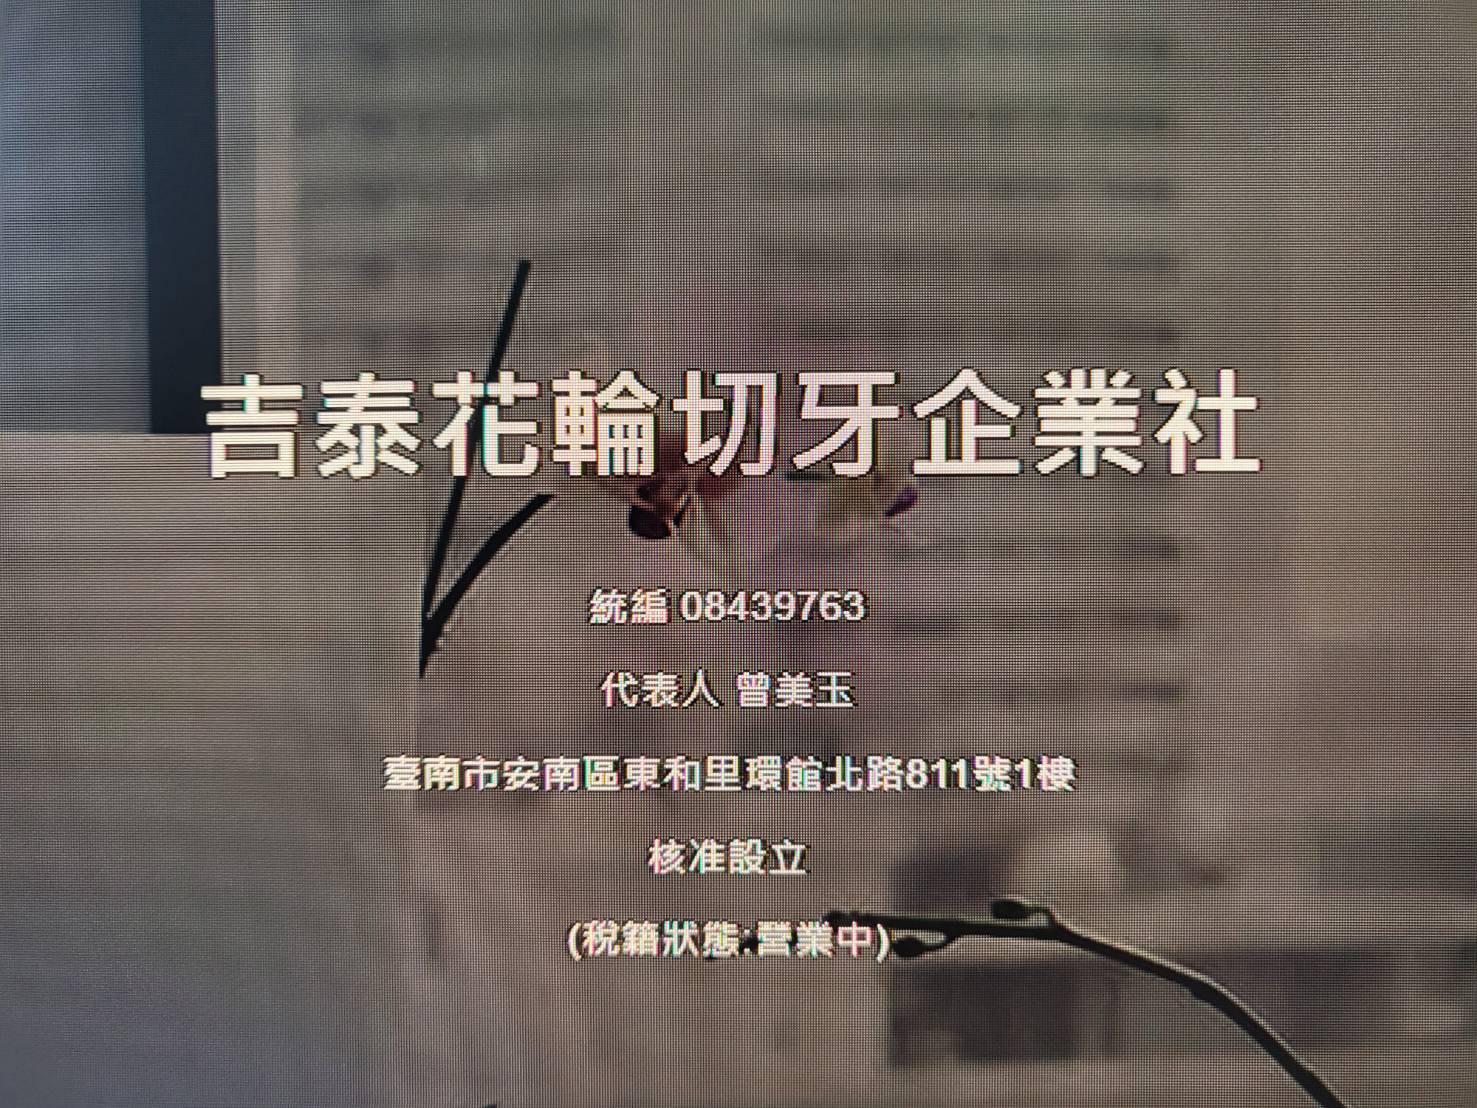 吉泰花輪切牙企業社
統編 08439763
代表人 曾美玉
臺南市安南區東和里環館北路811號1樓
核准設立
(稅籍狀態:營業中)